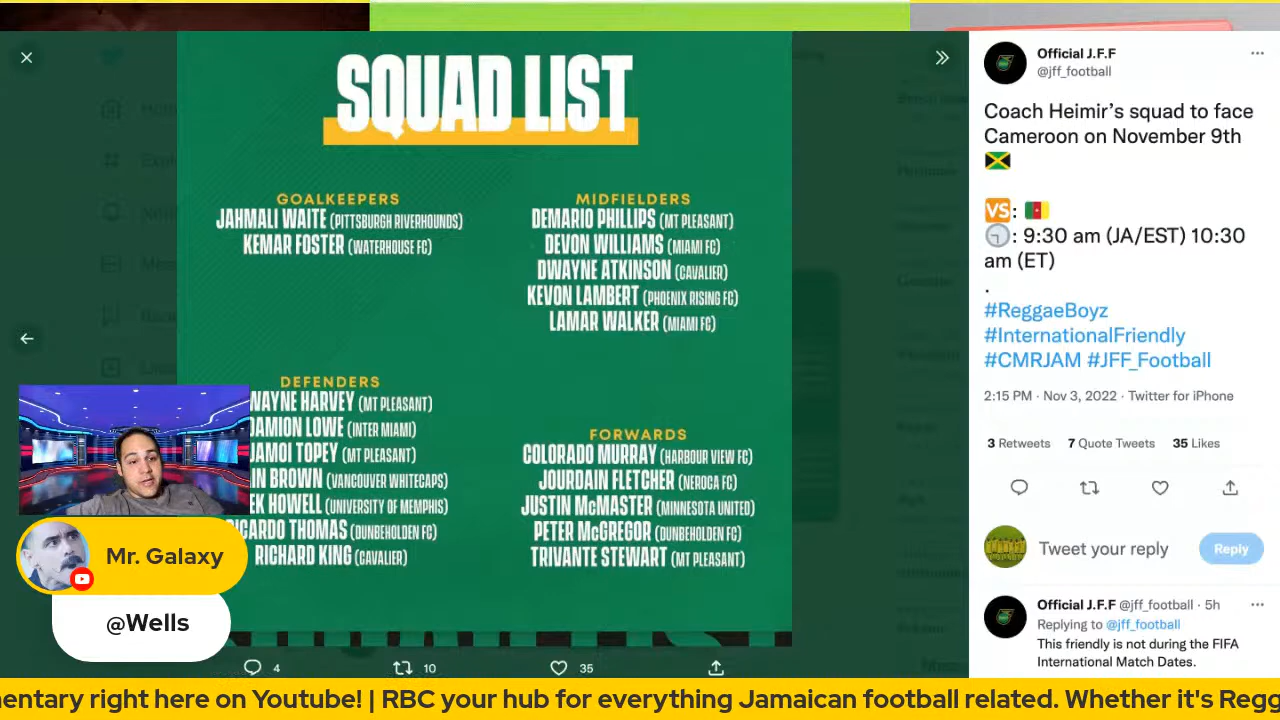 SQUAD LIST
GOALKEEPERS
JAHMALI WAITE (PITTSBURGH RIVERHOUNDS)
KEMAR FOSTER (WATERHOUSE FC)
MIDFIELDERS
DEMARIO PHILLIPS (MT PLEASANT)
DEVON WILLIAMS (MIAMI FC)
DWAYNE ATKINSON (CAVALIER)
KEVON LAMBERT (PHOENIX RISING FC)
LAMAR WALKER (MIAMI FC)
DEFENDERS
WAYNE HARVEY (MT PLEASANT)
DAMION LOWE (INTER MIAMI)
JAMOI TOPEY (MT PLEASANT)
IN BROWN (VANCOUVER WHITECAPS)
EK HOWELL (UNIVERSITY OF MEMPHIS)
RICARDO THOMAS (DUNBEHOLDEN FC)
RICHARD KING (CAVALIER)
FORWARDS
COLORADO MURRAY (HARBOUR VIEW FC)
JOURDAIN FLETCHER (NEROCA FC)
JUSTIN McMASTER (MINNESOTA UNITED)
PETER McGREGOR (DUNBEHOLDEN FC)
TRIVANTE STEWART (MT PLEASANT)
4
10
35
Official J.F.F
@jff_football
Coach Heimir’s squad to face
Cameroon on November 9th
VS:
: 9:30 am (JA/EST) 10:30
am (ET)
.
#ReggaeBoyz
#InternationalFriendly
#CMRJAM #JFF_Football
2:15 PM · Nov 3, 2022 · Twitter for iPhone
3 Retweets 7 Quote Tweets 35 Likes
Tweet your reply
Reply
Official J.F.F @jff_football · 5h
Replying to @jff_football
This friendly is not during the FIFA
International Match Dates.
Mr. Galaxy
@Wells
mentary right here on Youtube! | RBC your hub for everything Jamaican football related. Whether it's Regg